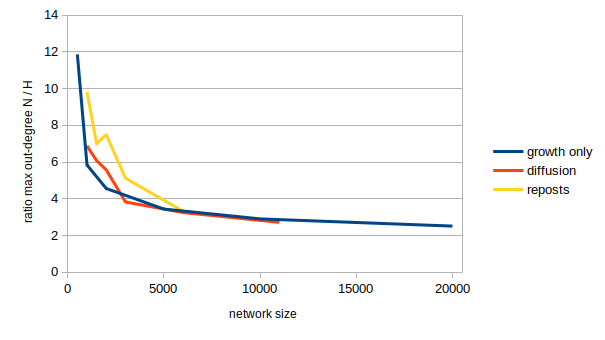 14
12
10
8
6
4
2
0
ratio max out-degree N / H
0 5000 10000 15000 20000
network size
growth only
diffusion
reposts